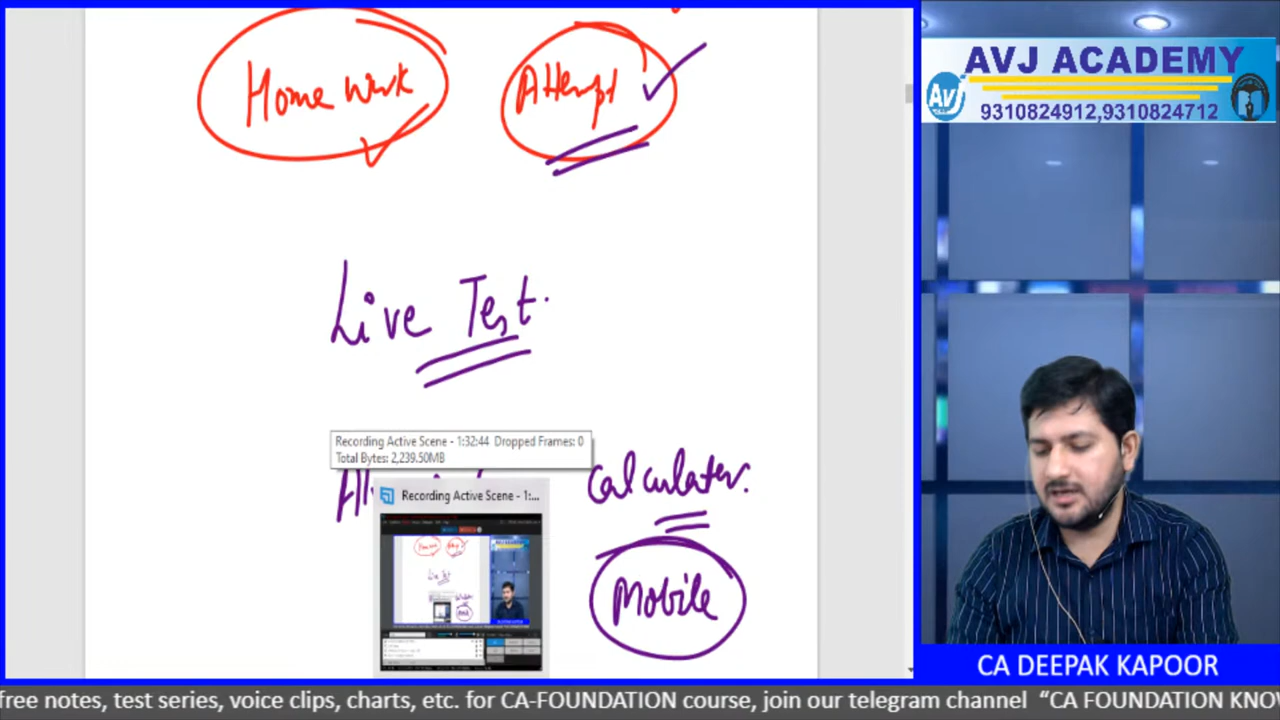 Home work
Attempt
Live Test.
Recording Active Scene - 1:32:44 Dropped Frames: 0
Total Bytes: 2,239.50MB
Recording Active Scene - 1:...
Calculater.
Mobile
AVJ ACADEMY
AVJ
9310824912,9310824712
CA DEEPAK KAPOOR
free notes, test series, voice clips, charts, etc. for CA-FOUNDATION course, join our telegram channel “CA FOUNDATION KNO